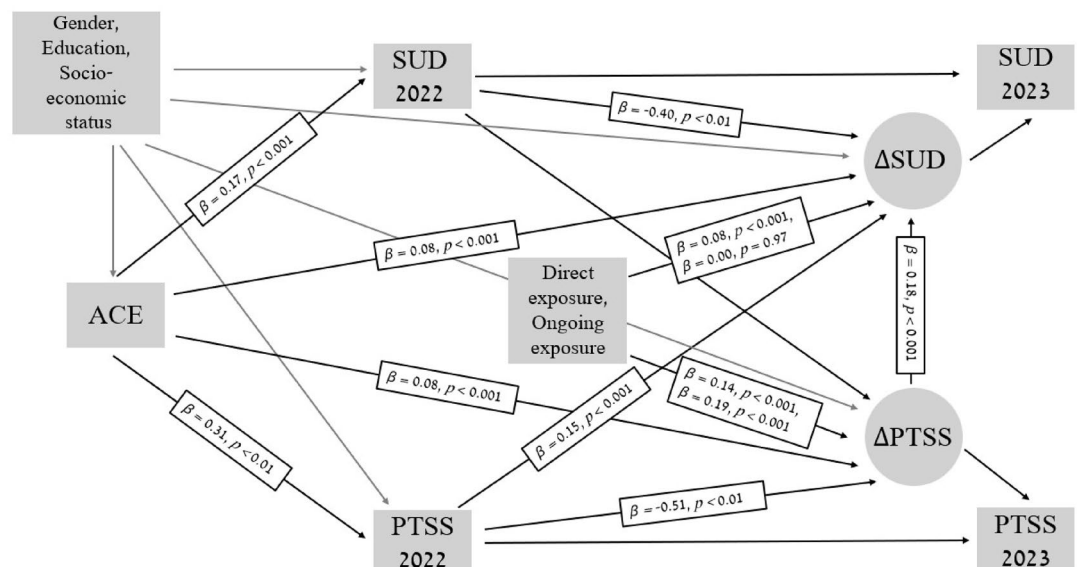 Gender,
Education,
Socio-
economic
status
SUD
2022
SUD
2023
β = -0.40, p < 0.01
ΔSUD
β = 0.17, p < 0.001
β = 0.08, p < 0.001
β = 0.08, p < 0.001,
β = 0.00, p = 0.97
Direct
exposure,
Ongoing
exposure
ACE
β = 0.18, p < 0.001
β = 0.08, p < 0.001
β = 0.14, p < 0.001,
β = 0.19, p < 0.001
β = 0.15, p < 0.001
β = 0.31, p < 0.01
ΔPTSS
β = -0.51, p < 0.01
PTSS
2022
PTSS
2023